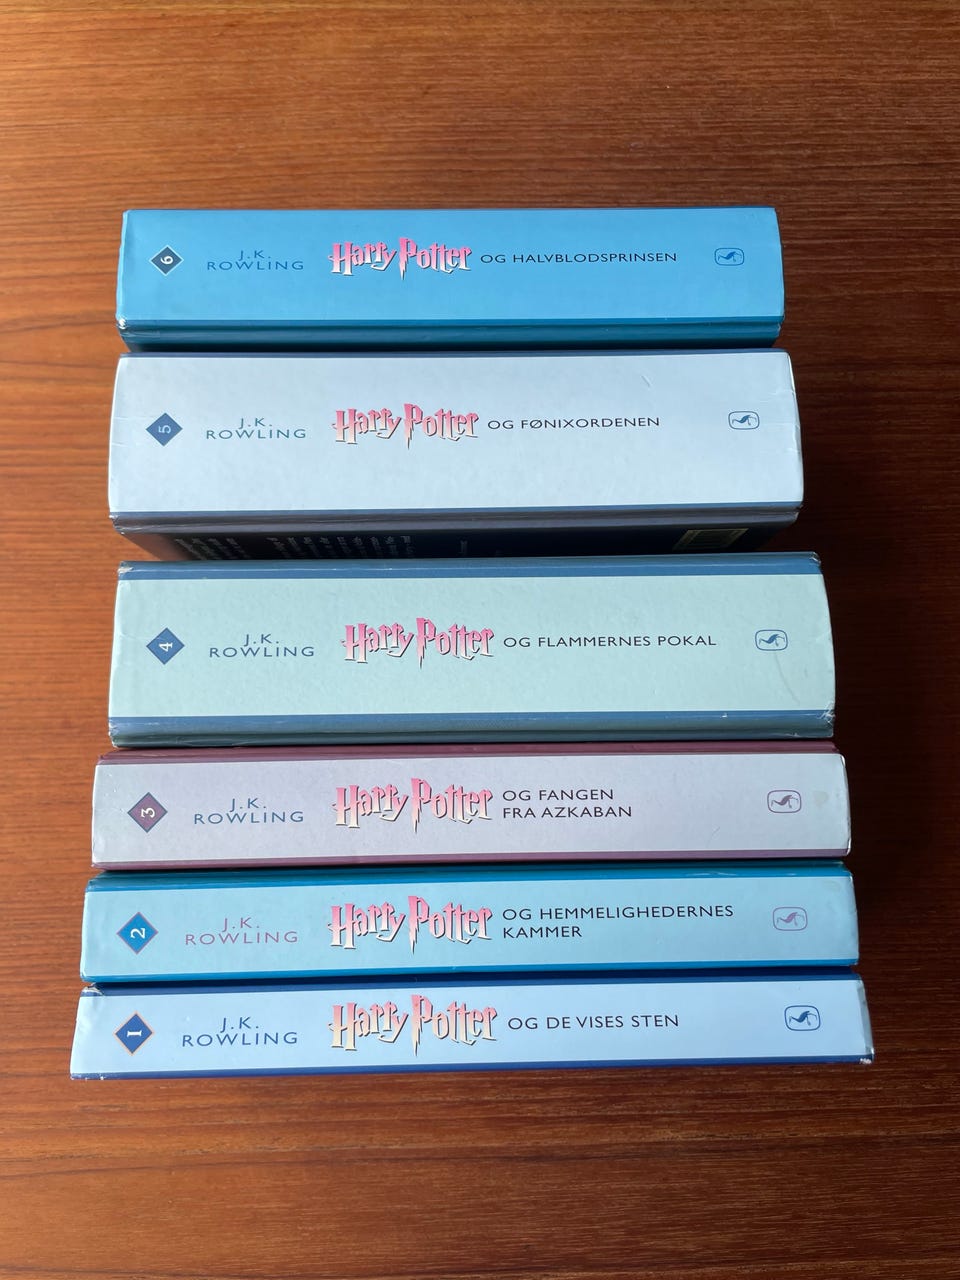 6
J.K.
ROWLING
Harry Potter OG HALVBLODSPRINSEN
5
J.K.
ROWLING
Harry Potter OG FØNIXORDENEN
4
J.K.
ROWLING
Harry Potter OG FLAMMERNES POKAL
3
J.K.
ROWLING
Harry Potter OG FANGEN
FRA AZKABAN
2
J.K.
ROWLING
Harry Potter OG HEMMELIGHEDERNES
KAMMER
1
J.K.
ROWLING
Harry Potter OG DE VISES STEN